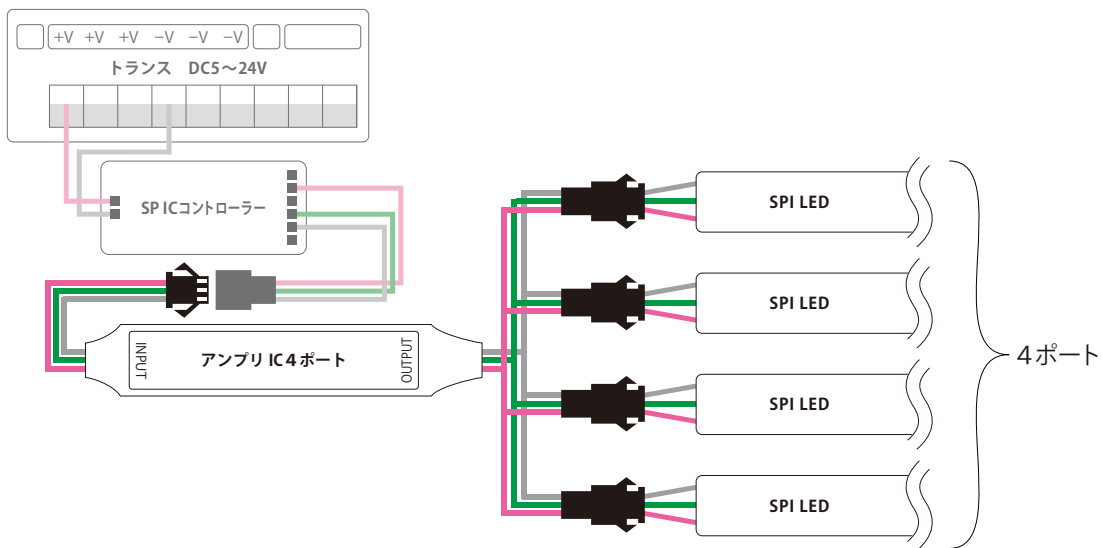 +V +V +V −V −V −V
トランス DC5〜24V
SP ICコントローラー
INPUT
アンプリ IC 4 ポート
OUTPUT
SPI LED
SPI LED
SPI LED
SPI LED
4ポート